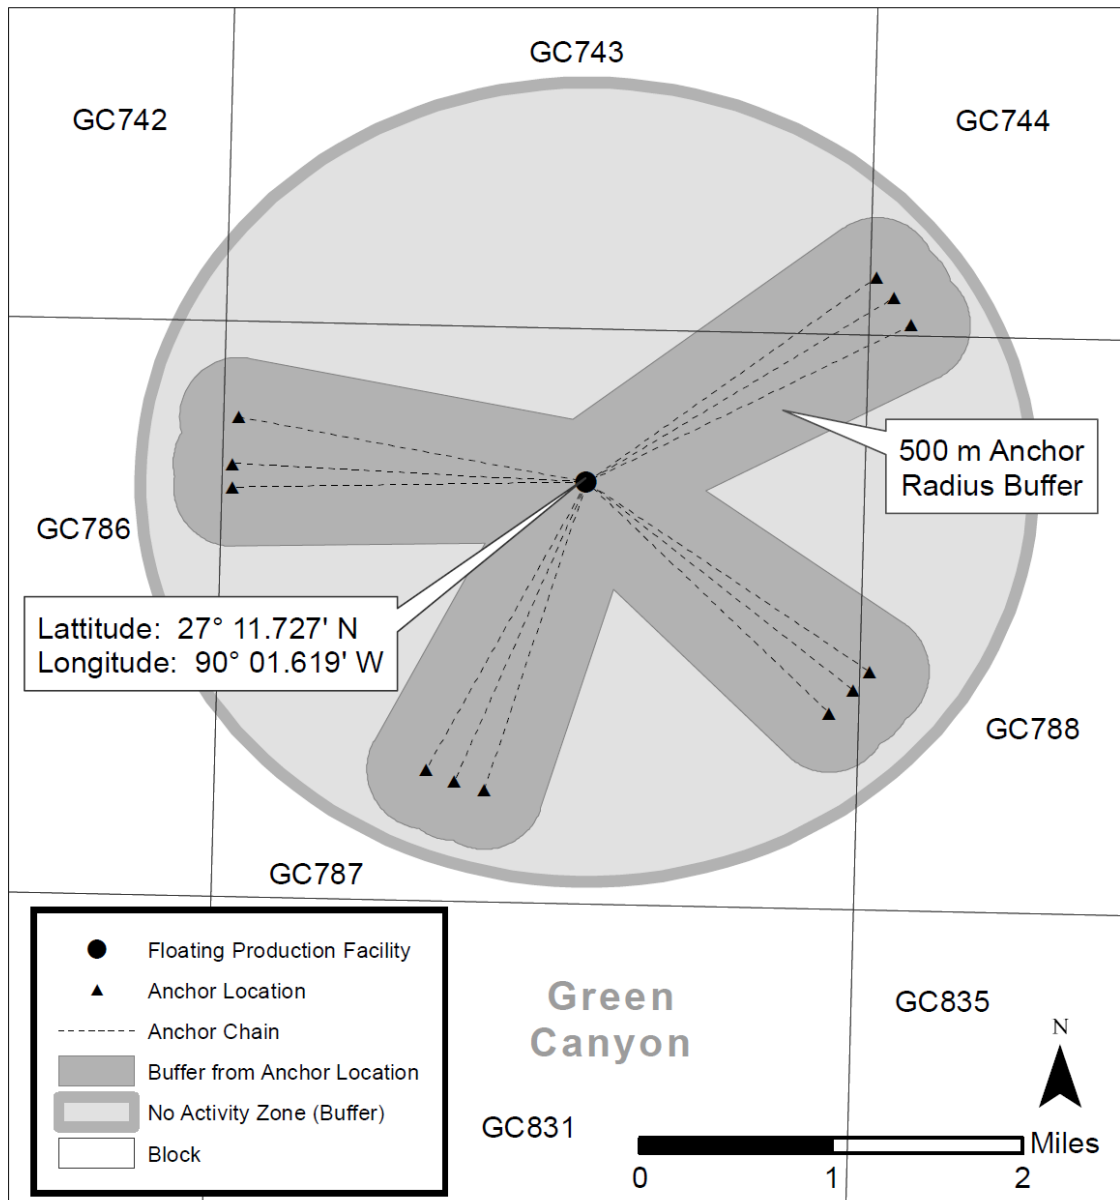 GC743
GC742
GC744
500 m Anchor
Radius Buffer
GC786
Lattitude:  27° 11.727' N
Longitude:  90° 01.619' W
GC788
GC787
Floating Production Facility
Anchor Location
Anchor Chain
Buffer from Anchor Location
No Activity Zone (Buffer)
Block
Green
Canyon
GC835
N
GC831
Miles
0 1 2